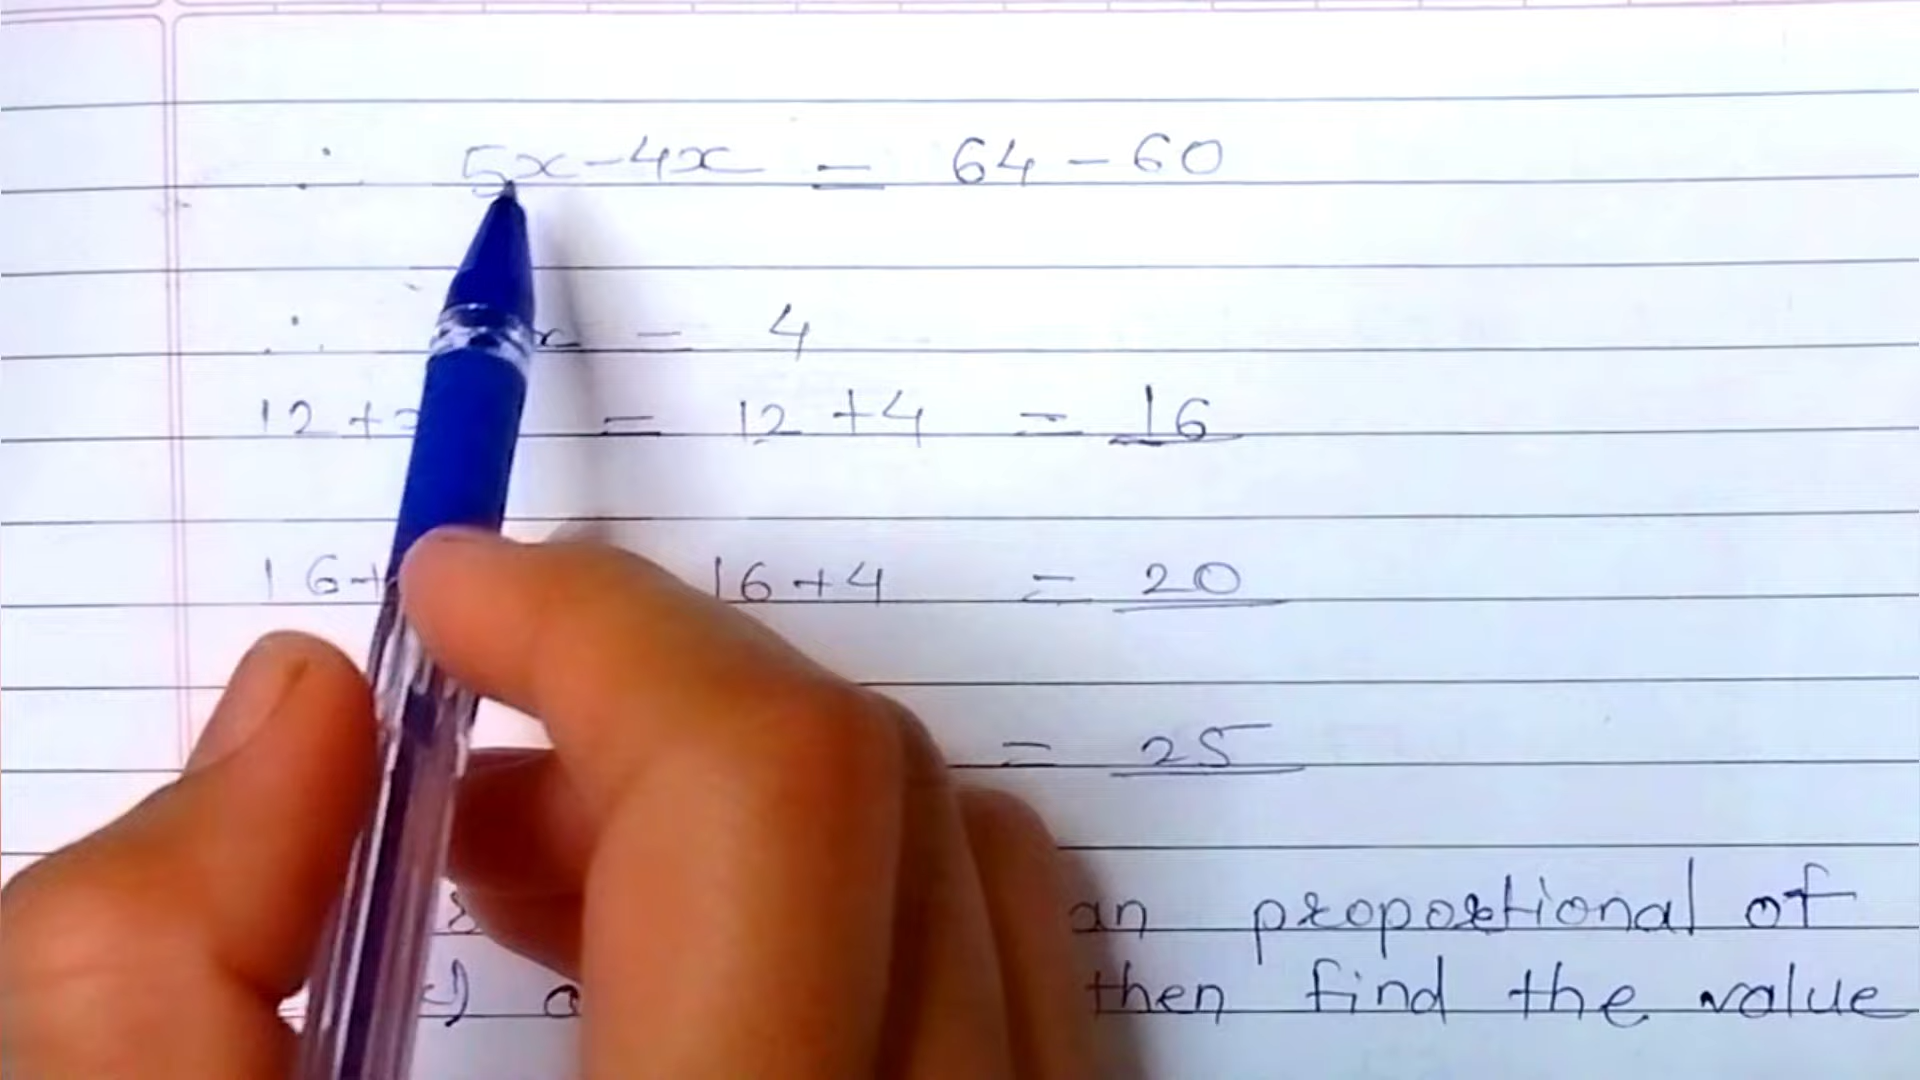 ∴ 5x - 4x = 64 - 60
∴ x = 4
12 + = 12 + 4 = 16
16 + 16 + 4 = 20
= 25
proportional of
then find the value